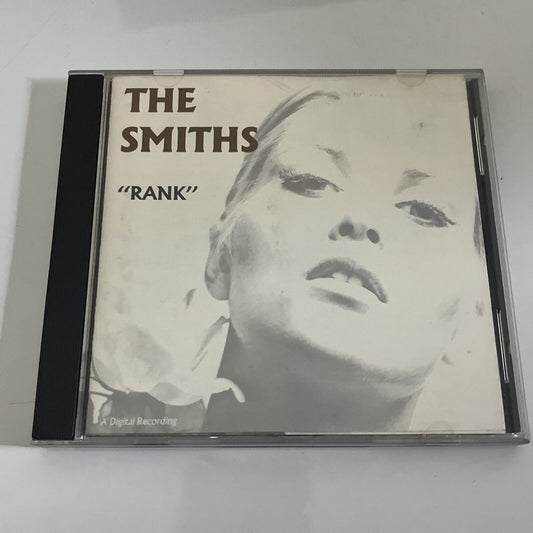 THE
SMITHS
“RANK”
A Digital Recording